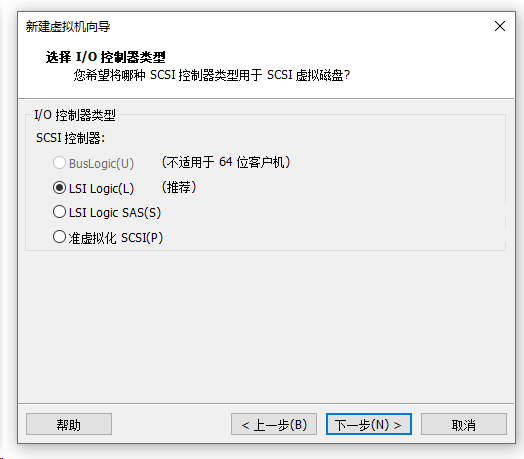 新建虚拟机向导
选择 I/O 控制器类型
您希望将哪种 SCSI 控制器类型用于 SCSI 虚拟磁盘?
I/O 控制器类型
SCSI 控制器:
BusLogic(U) （不适用于 64 位客户机）
LSI Logic(L) （推荐）
LSI Logic SAS(S)
准虚拟化 SCSI(P)
帮助 < 上一步(B) 下一步(N) > 取消